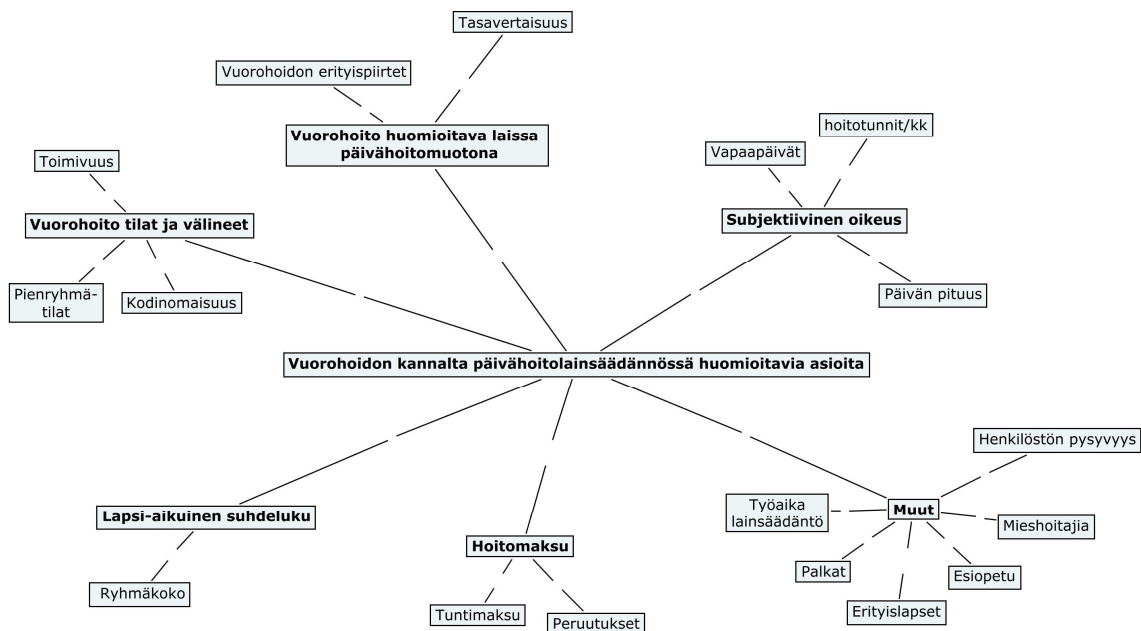 Tasavertaisuus
Vuorohoidon erityispiirtet
Vuorohoito huomioitava laissa
päivähoitomuotona
hoitotunnit/kk
Vapaapäivät
Subjektiivinen oikeus
Päivän pituus
Toimivuus
Vuorohoito tilat ja välineet
Pienryhmä-
tilat
Kodinomaisuus
Vuorohoidon kannalta päivähoitolainsäädännössä huomioitavia asioita
Lapsi-aikuinen suhdeluku
Ryhmäkoko
Hoitomaksu
Tuntimaksu
Peruutukset
Henkilöstön pysyvyys
Työaika
lainsäädäntö
Muut
Mieshoitajia
Palkat
Esiopetu
Erityislapset